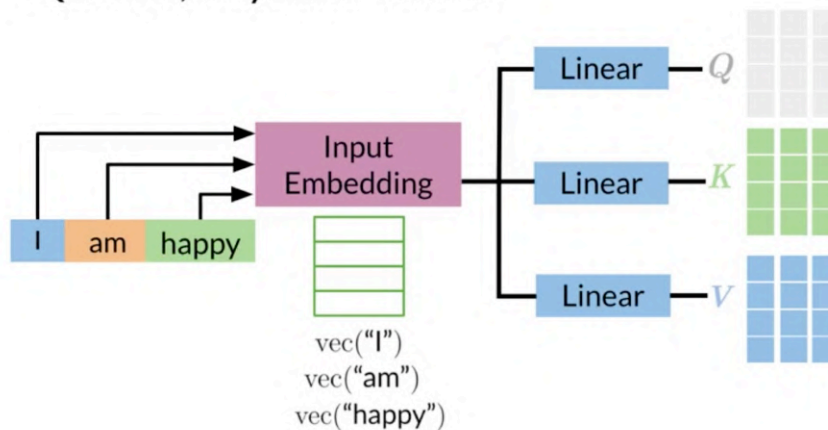 Linear
Q
Input
Embedding
Linear
K
I
am
happy
Linear
V
vec("I")
vec("am")
vec("happy")